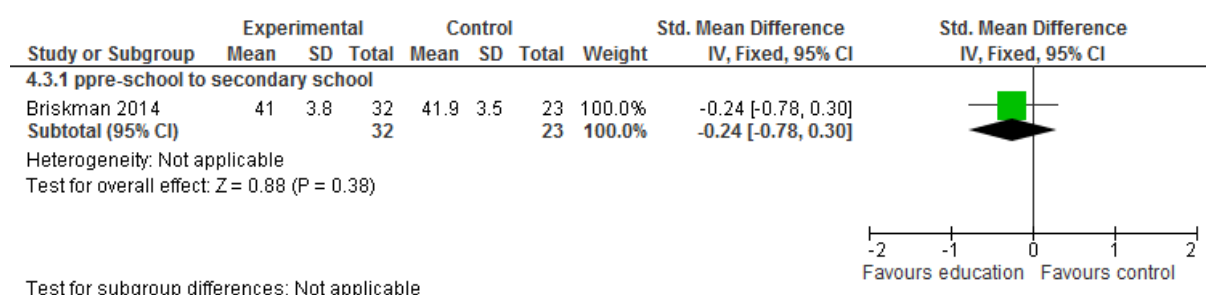 Experimental Control Std. Mean Difference Std. Mean Difference
Study or Subgroup Mean SD Total Mean SD Total Weight IV, Fixed, 95% CI IV, Fixed, 95% CI
4.3.1 ppre-school to secondary school
Briskman 2014 41 3.8 32 41.9 3.5 23 100.0% -0.24 [-0.78, 0.30]
Subtotal (95% CI) 32 23 100.0% -0.24 [-0.78, 0.30]
Heterogeneity: Not applicable
Test for overall effect: Z = 0.88 (P = 0.38)
-2 -1 0 1 2
Favours education Favours control
Test for subgroup differences: Not applicable